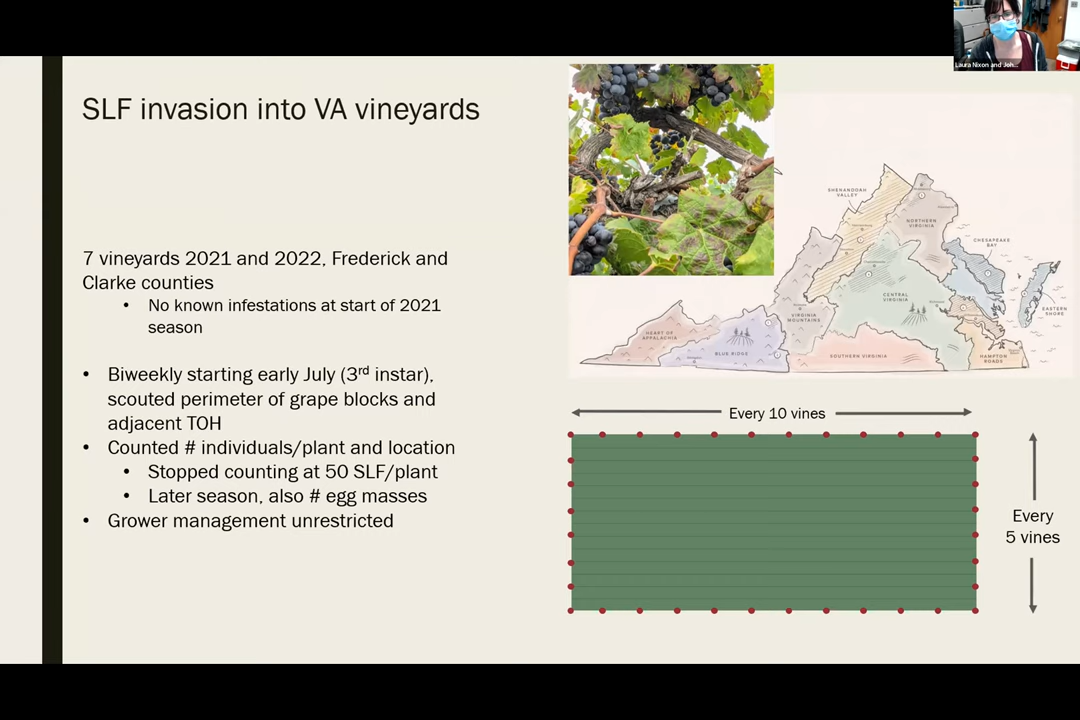 Laura Nixon and Joh...
SLF invasion into VA vineyards
7 vineyards 2021 and 2022, Frederick and
Clarke counties
• No known infestations at start of 2021
season
• Biweekly starting early July (3rd instar),
scouted perimeter of grape blocks and
adjacent TOH
• Counted # individuals/plant and location
• Stopped counting at 50 SLF/plant
• Later season, also # egg masses
• Grower management unrestricted
SHENANDOAH
VALLEY
NORTHERN
VIRGINIA
CHESAPEAKE
BAY
CENTRAL
VIRGINIA
EASTERN
SHORE
VIRGINIA
MOUNTAINS
HEART OF
APPALACHIA
BLUE RIDGE
SOUTHERN VIRGINIA
HAMPTON
ROADS
Every 10 vines
Every
5 vines